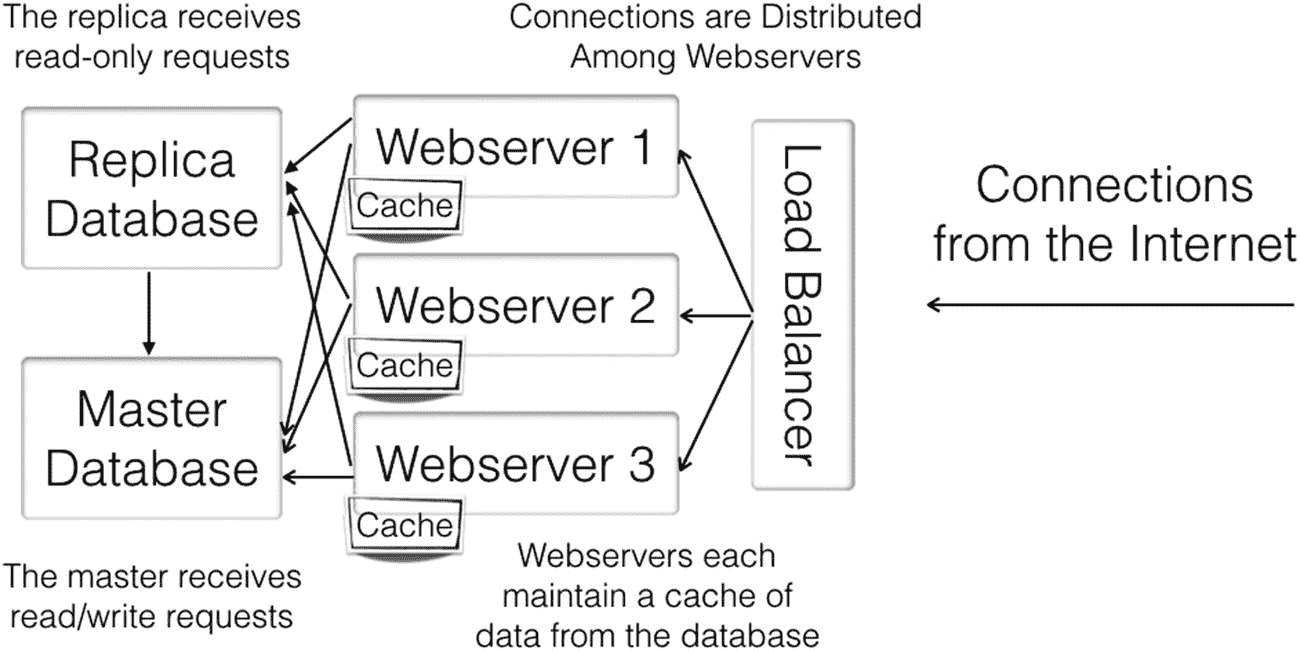 The replica receives
read-only requests
Connections are Distributed
Among Webservers
Replica
Database
Webserver 1
Cache
Webserver 2
Cache
Master
Database
Webserver 3
Cache
Load Balancer
Connections
from the Internet
The master receives
read/write requests
Webservers each
maintain a cache of
data from the database